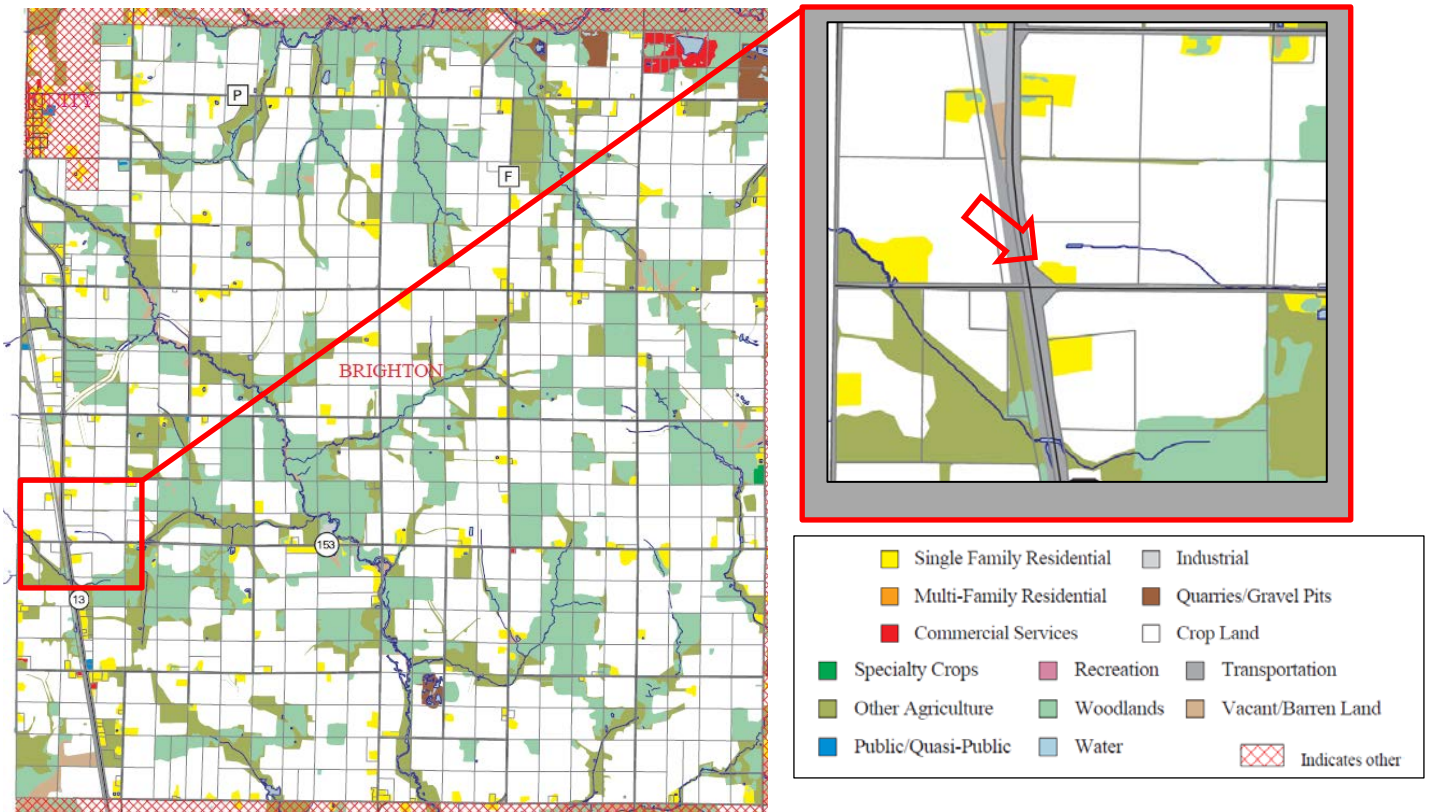 P
F
BRIGHTON
153
13
Single Family Residential
Industrial
Multi-Family Residential
Quarries/Gravel Pits
Commercial Services
Crop Land
Specialty Crops
Recreation
Transportation
Other Agriculture
Woodlands
Vacant/Barren Land
Public/Quasi-Public
Water
Indicates other